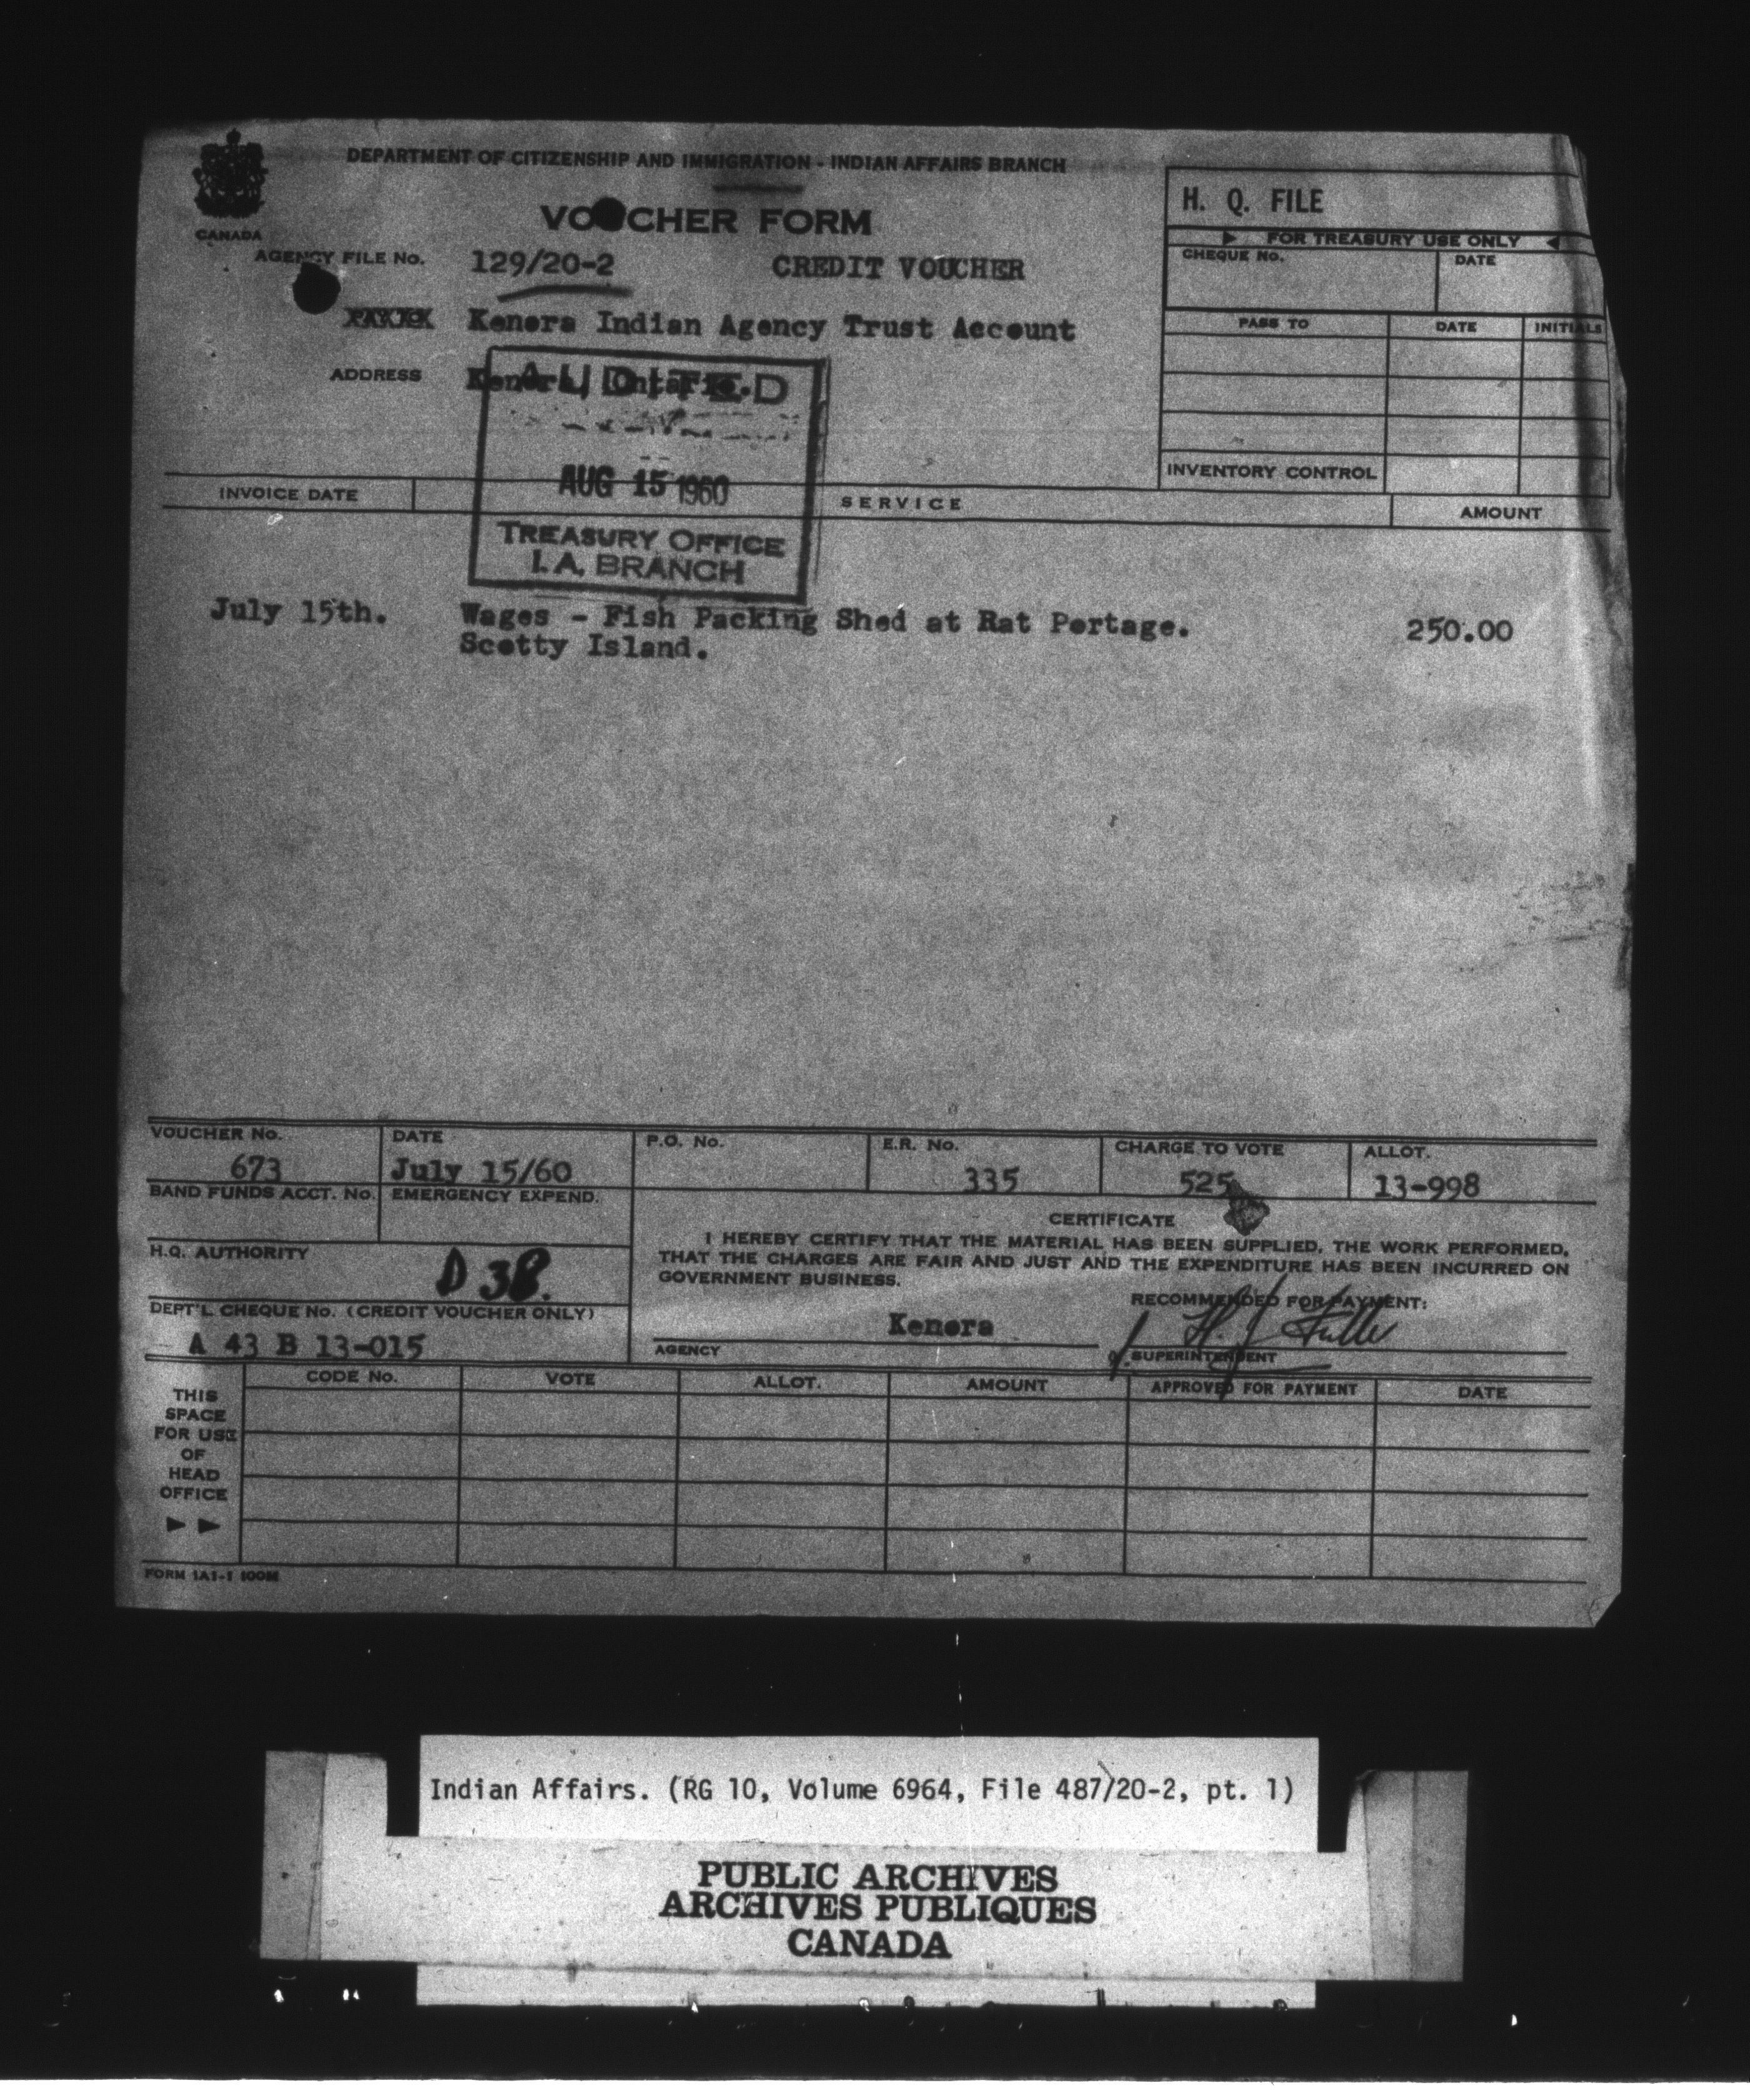 DEPARTMENT OF CITIZENSHIP AND IMMIGRATION - INDIAN AFFAIRS BRANCH
CANADA
VOUCHER FORM
H. Q. FILE
FOR TREASURY USE ONLY
CHEQUE No. DATE
AGENCY FILE No. 129/20-2 CREDIT VOUCHER
Kenora Indian Agency Trust Account
PASS TO DATE INITIALS
ADDRESS Kenora, Ontario.
AUDITED
AUG 15 1960
TREASURY OFFICE
I.A. BRANCH
INVENTORY CONTROL
INVOICE DATE SERVICE AMOUNT
July 15th. Wages - Fish Packing Shed at Rat Portage. 250.00
Scotty Island.
VOUCHER No. DATE P.O. No. E.R. No. CHARGE TO VOTE ALLOT.
673 July 15/60 335 525 13-998
BAND FUNDS ACCT. No. EMERGENCY EXPEND.
H.Q. AUTHORITY
DEPT'L CHEQUE No. (CREDIT VOUCHER ONLY)
A 43 B 13-015
CERTIFICATE
I HEREBY CERTIFY THAT THE MATERIAL HAS BEEN SUPPLIED, THE WORK PERFORMED,
THAT THE CHARGES ARE FAIR AND JUST AND THE EXPENDITURE HAS BEEN INCURRED ON
GOVERNMENT BUSINESS.
RECOMMENDED FOR PAYMENT:
Kenora
AGENCY SUPERINTENDENT
CODE No. VOTE ALLOT. AMOUNT APPROVED FOR PAYMENT DATE
THIS
SPACE
FOR USE
OF
HEAD
OFFICE
FORM 1A1-1 100M
Indian Affairs. (RG 10, Volume 6964, File 487/20-2, pt. 1)
PUBLIC ARCHIVES
ARCHIVES PUBLIQUES
CANADA